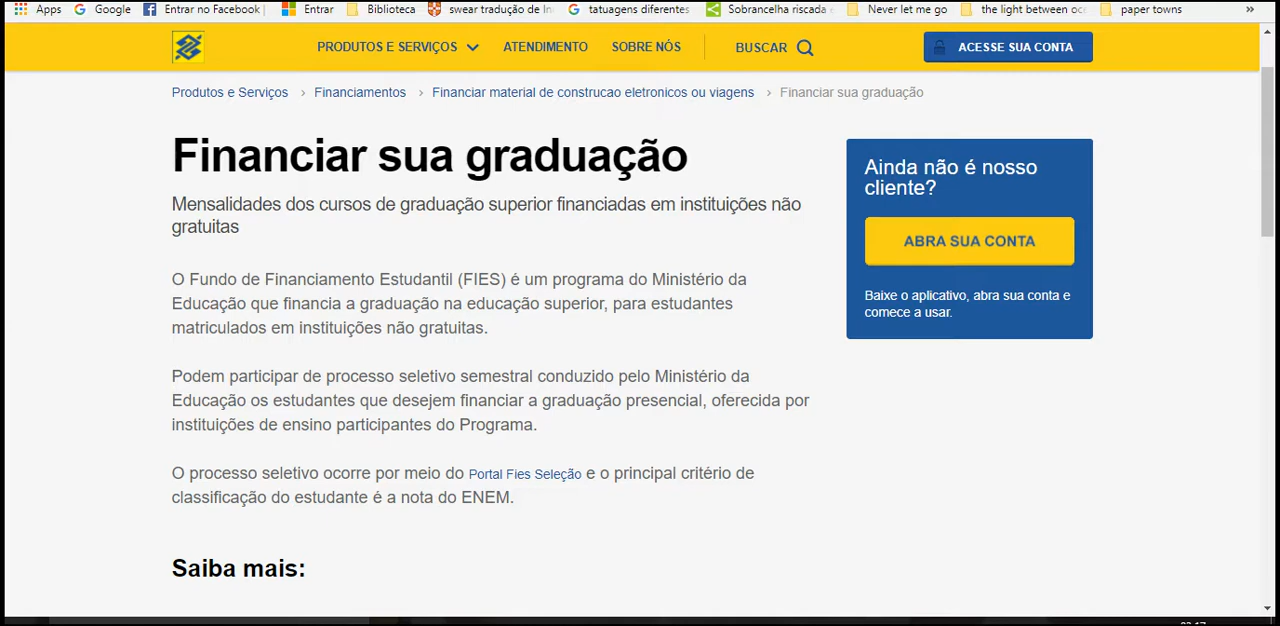 Apps Google Entrar no Facebook Entrar Biblioteca swear tradução de In tatuagens diferentes Sobrancelha riscada Never let me go the light between oc paper towns »
PRODUTOS E SERVIÇOS ATENDIMENTO SOBRE NÓS BUSCAR ACESSE SUA CONTA
Produtos e Serviços › Financiamentos › Financiar material de construcao eletronicos ou viagens › Financiar sua graduação
Financiar sua graduação
Mensalidades dos cursos de graduação superior financiadas em instituições não
gratuitas
O Fundo de Financiamento Estudantil (FIES) é um programa do Ministério da
Educação que financia a graduação na educação superior, para estudantes
matriculados em instituições não gratuitas.
Podem participar de processo seletivo semestral conduzido pelo Ministério da
Educação os estudantes que desejem financiar a graduação presencial, oferecida por
instituições de ensino participantes do Programa.
O processo seletivo ocorre por meio do Portal Fies Seleção e o principal critério de
classificação do estudante é a nota do ENEM.
Saiba mais:
Ainda não é nosso
cliente?
ABRA SUA CONTA
Baixe o aplicativo, abra sua conta e
comece a usar.